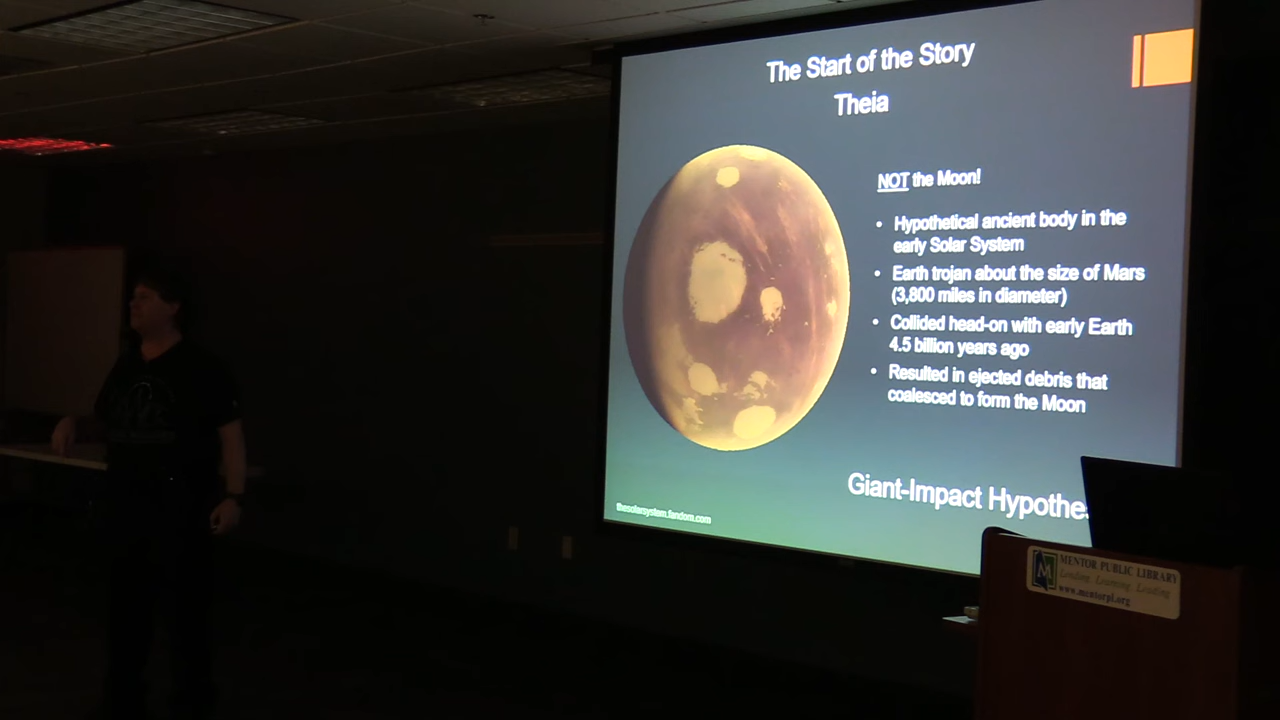 The Start of the Story
Theia
NOT the Moon!
• Hypothetical ancient body in the
early Solar System
• Earth trojan about the size of Mars
(3,800 miles in diameter)
• Collided head-on with early Earth
4.5 billion years ago
• Resulted in ejected debris that
coalesced to form the Moon
Giant-Impact Hypothe
thesolarsystem.fandom.com
M
MENTOR PUBLIC LIBRARY
Lending. Learning. Leading
www.mentorpl.org